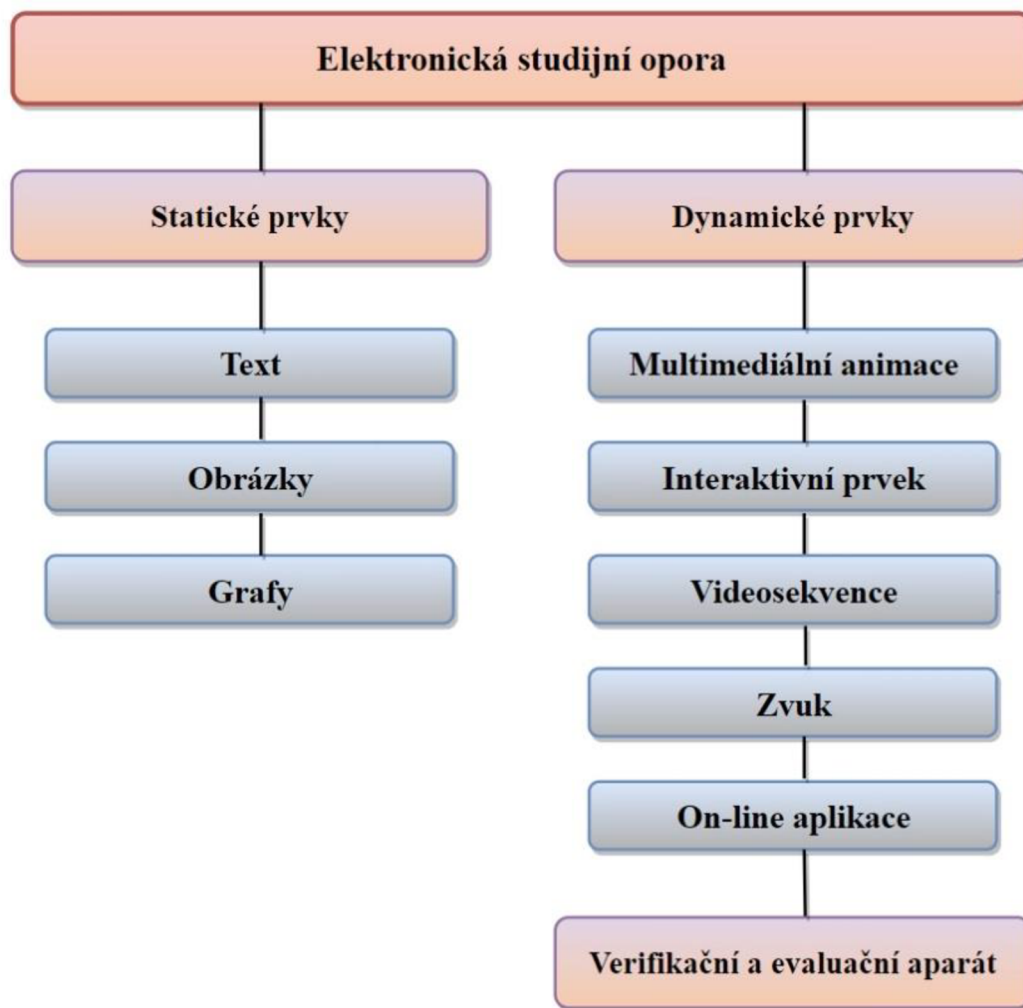 Elektronická studijní opora
Statické prvky
Text
Obrázky
Grafy
Dynamické prvky
Multimediální animace
Interaktivní prvek
Videosekvence
Zvuk
On-line aplikace
Verifikační a evaluační aparát